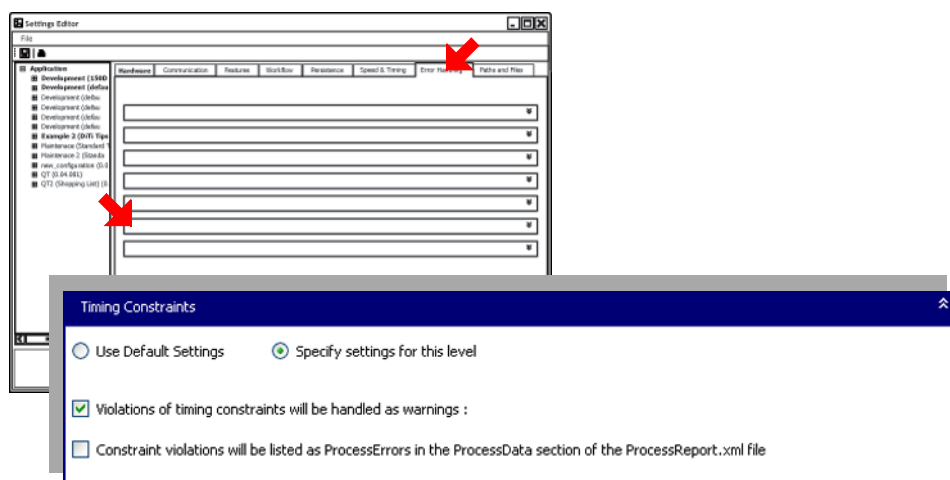 Settings Editor
File
Application
Development (1500
Development (defau
Development (defau
Development (defau
Development (defau
Development (defau
Example 2 (DiTi Tips
Maintenace (Standard T
Maintenace 2 (Standa
new_configuration (0.0
QT (0.04.001)
QT2 (Shopping List) (0
Hardware Communication Features Workflow Persistence Speed & Timing Error Paths and Files
Timing Constraints
Use Default Settings Specify settings for this level
Violations of timing constraints will be handled as warnings :
Constraint violations will be listed as ProcessErrors in the ProcessData section of the ProcessReport.xml file